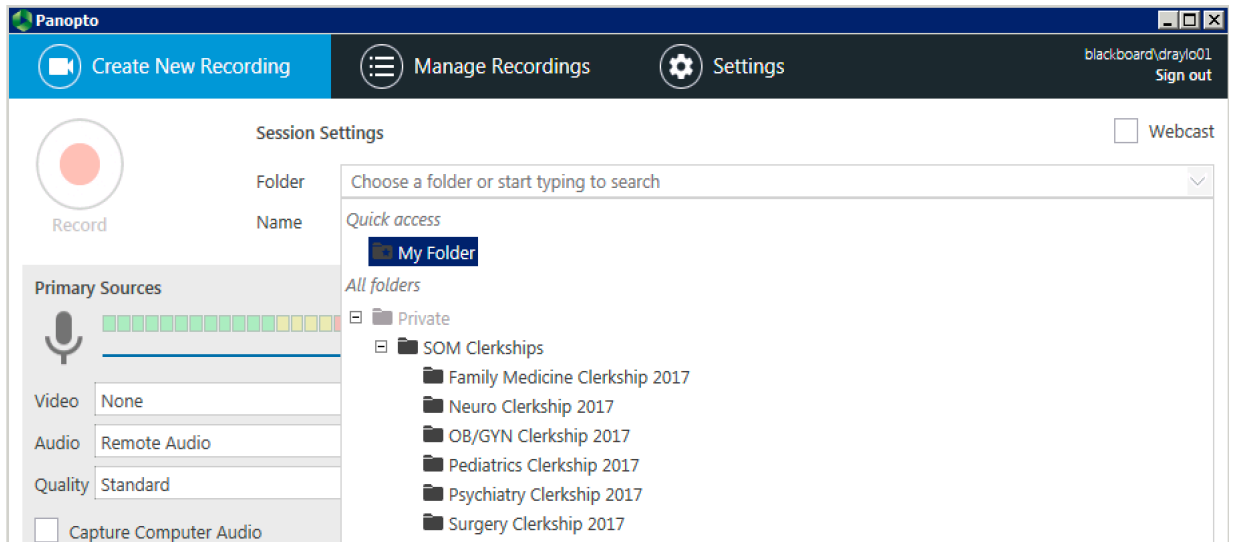 Panopto
Create New Recording
Manage Recordings
Settings
blackboard\draylo01
Sign out
Record
Session Settings
Webcast
Folder
Choose a folder or start typing to search
Name
Quick access
My Folder
All folders
Private
SOM Clerkships
Family Medicine Clerkship 2017
Neuro Clerkship 2017
OB/GYN Clerkship 2017
Pediatrics Clerkship 2017
Psychiatry Clerkship 2017
Surgery Clerkship 2017
Primary Sources
Video None
Audio Remote Audio
Quality Standard
Capture Computer Audio